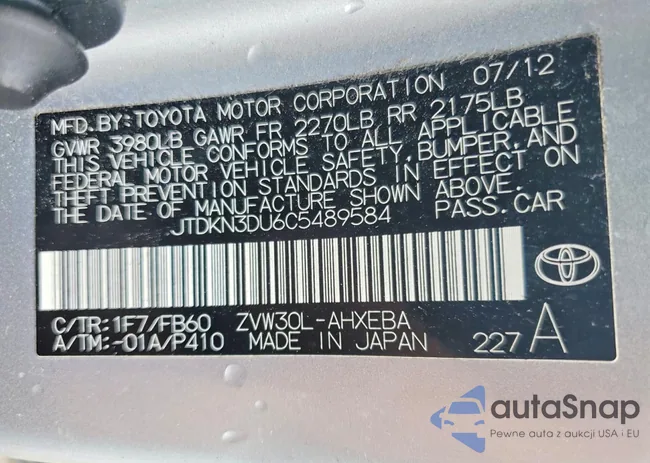 MFD. BY: TOYOTA MOTOR CORPORATION 07/12
GVWR 3980LB GAWR FR 2270LB RR 2175LB
THIS VEHICLE CONFORMS TO ALL APPLICABLE
FEDERAL MOTOR VEHICLE SAFETY, BUMPER, AND
THEFT PREVENTION STANDARDS IN EFFECT ON
THE DATE OF MANUFACTURE SHOWN ABOVE.
JTDKN3DU6C5489584 PASS.CAR
C/TR: 1F7/FB60 ZVW30L-AHXEBA
A/TM: -01A/P410 MADE IN JAPAN 227 A
autoSnap
Pewne auta z aukcji USA i EU